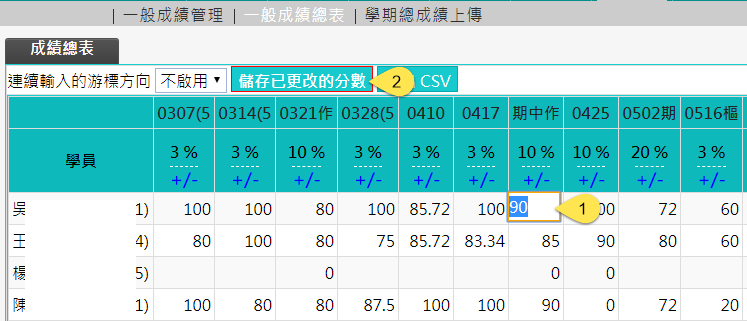 | 一般成績管理 | 一般成績總表 | 學期總成績上傳
成績總表
連續輸入的游標方向 不啟用 儲存已更改的分數 2 CSV
0307(5 0314(5 0321作 0328(5 0410 0417 期中作 0425 0502期 0516樞
學員 3 % 3 % 10 % 3 % 3 % 3 % 10 % 10 % 20 % 3 %
+/- +/- +/- +/- +/- +/- +/- +/- +/- +/-
吳 1) 100 100 80 100 85.72 100 90 1 00 72 60
王 4) 80 100 80 75 85.72 83.34 85 90 80 60
楊 5) 0 0 0
陳 1) 100 80 80 87.5 100 100 90 0 72 20